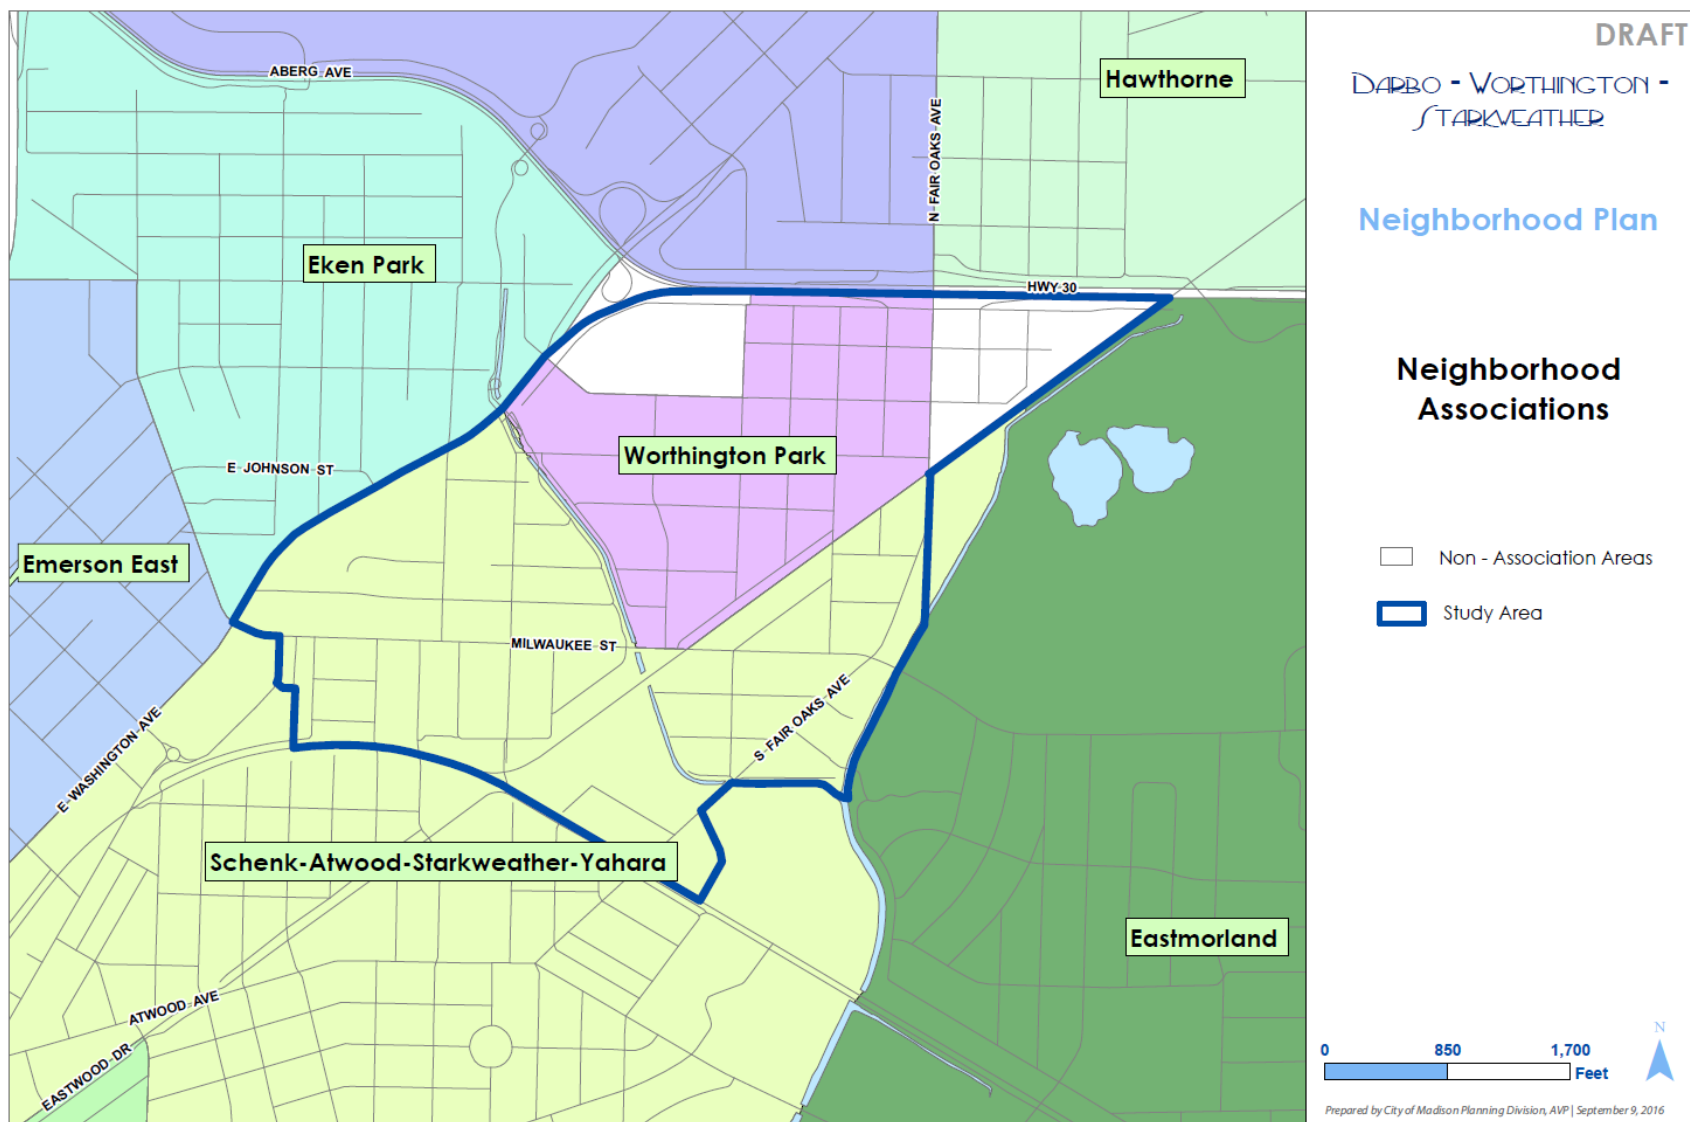 DRAFT
DARBO - WORTHINGTON -
STARKWEATHER
Neighborhood Plan
Neighborhood
Associations
Non - Association Areas
Study Area
0 850 1,700
Feet
N
Prepared by City of Madison Planning Division, AVP | September 9, 2016
ABERG AVE
Hawthorne
N FAIR OAKS AVE
Eken Park
HWY 30
Worthington Park
E JOHNSON ST
Emerson East
MILWAUKEE ST
S FAIR OAKS AVE
E WASHINGTON AVE
Schenk-Atwood-Starkweather-Yahara
Eastmorland
ATWOOD AVE
EASTWOOD DR